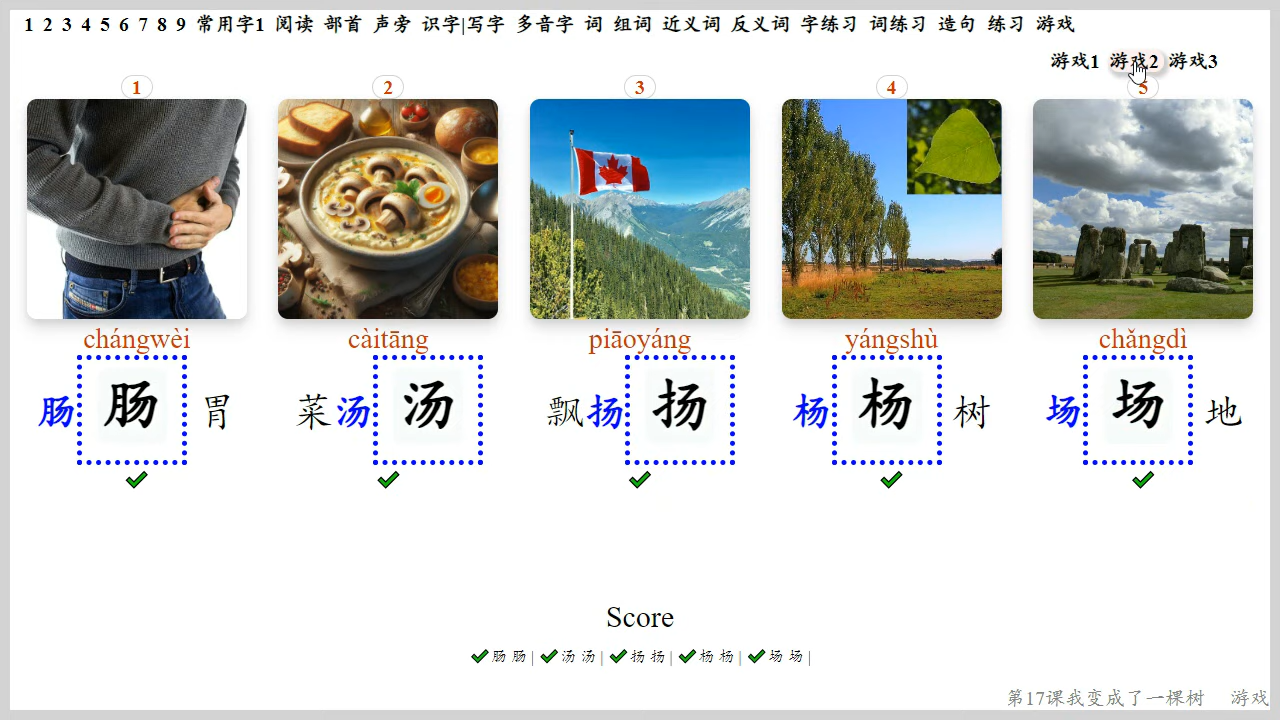 1 2 3 4 5 6 7 8 9 常用字1 阅读 部首 声旁 识字|写字 多音字 词 组词 近义词 反义词 字练习 词练习 造句 练习 游戏
游戏1 游戏2 游戏3
1 2 3 4 5
chángwèi càitāng piāoyáng yángshù chǎngdì
肠 肠 胃 菜汤 汤 飘扬 扬 杨 杨 树 场 场 地
Score
肠 肠 | 汤 汤 | 扬 扬 | 杨 杨 | 场 场 |
第17课我变成了一棵树 游戏